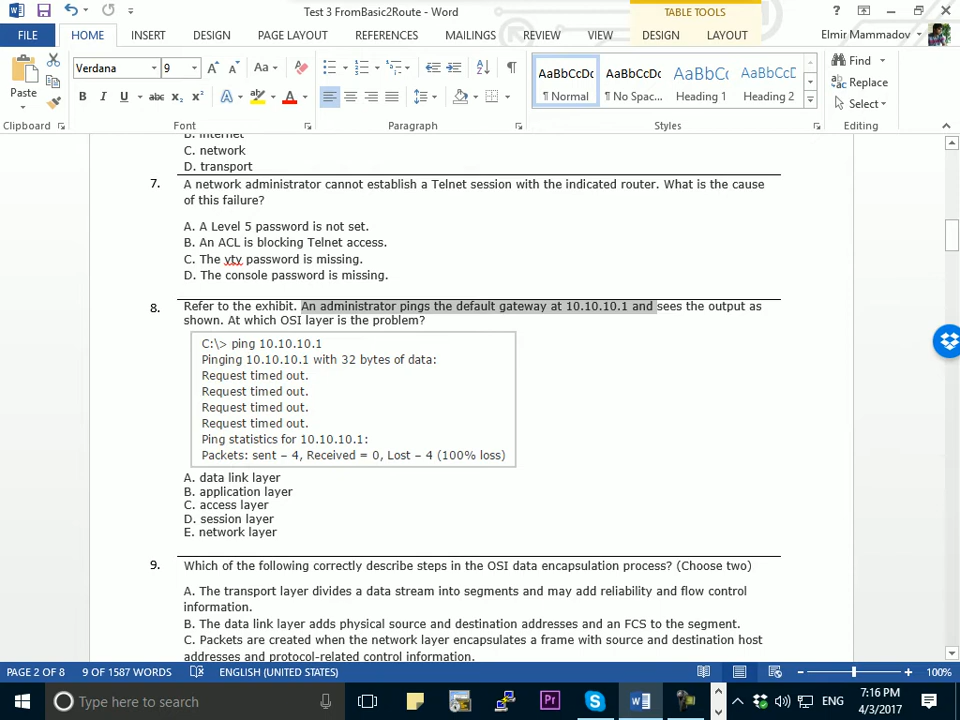 Test 3 FromBasic2Route - Word
TABLE TOOLS
FILE
HOME
INSERT
DESIGN
PAGE LAYOUT
REFERENCES
MAILINGS
REVIEW
VIEW
DESIGN
LAYOUT
Elmir Mammadov
Paste
Verdana
9
Aa
B I U abc x₂ x²
A
AaBbCcDc
¶ Normal
AaBbCcDc
¶ No Spac...
AaBbC
Heading 1
AaBbCcE
Heading 2
Find
Replace
Select
Clipboard
Font
Paragraph
Styles
Editing
B. internet
C. network
D. transport
7. A network administrator cannot establish a Telnet session with the indicated router. What is the cause
of this failure?
A. A Level 5 password is not set.
B. An ACL is blocking Telnet access.
C. The vty password is missing.
D. The console password is missing.
8. Refer to the exhibit. An administrator pings the default gateway at 10.10.10.1 and sees the output as
shown. At which OSI layer is the problem?
C:\> ping 10.10.10.1
Pinging 10.10.10.1 with 32 bytes of data:
Request timed out.
Request timed out.
Request timed out.
Request timed out.
Ping statistics for 10.10.10.1:
Packets: sent – 4, Received = 0, Lost – 4 (100% loss)
A. data link layer
B. application layer
C. access layer
D. session layer
E. network layer
9. Which of the following correctly describe steps in the OSI data encapsulation process? (Choose two)
A. The transport layer divides a data stream into segments and may add reliability and flow control
information.
B. The data link layer adds physical source and destination addresses and an FCS to the segment.
C. Packets are created when the network layer encapsulates a frame with source and destination host
addresses and protocol-related control information.
PAGE 2 OF 8
9 OF 1587 WORDS
ENGLISH (UNITED STATES)
100%
Type here to search
ENG
7:16 PM
4/3/2017